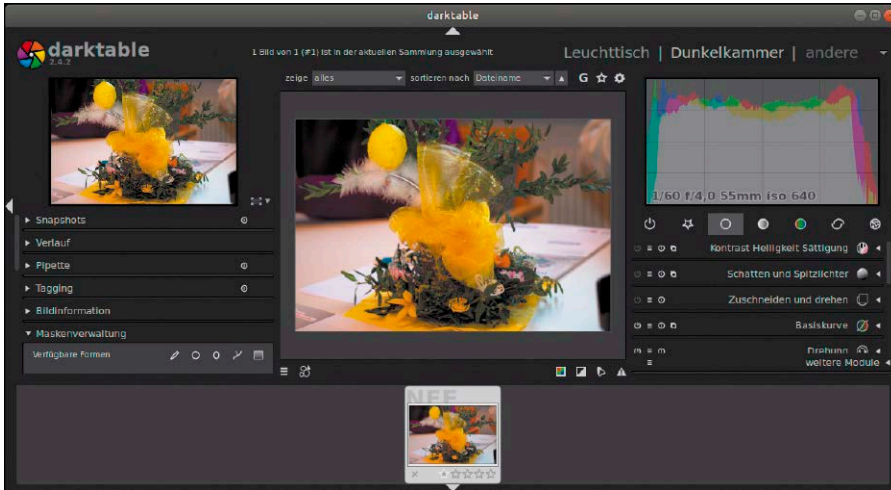 darktable
darktable
2.4.2
1 Bild von 1 (#1) ist in der aktuellen Sammlung ausgewählt
Leuchttisch | Dunkelkammer | andere
zeige alles sortieren nach Dateiname G
1/60 f/4,0 55mm iso 640
Snapshots
Verlauf
Pipette
Tagging
Bildinformation
Maskenverwaltung
Verfügbare Formen
Kontrast Helligkeit Sättigung
Schatten und Spitzlichter
Zuschneiden und drehen
Basiskurve
Drehung
weitere Module
NEF